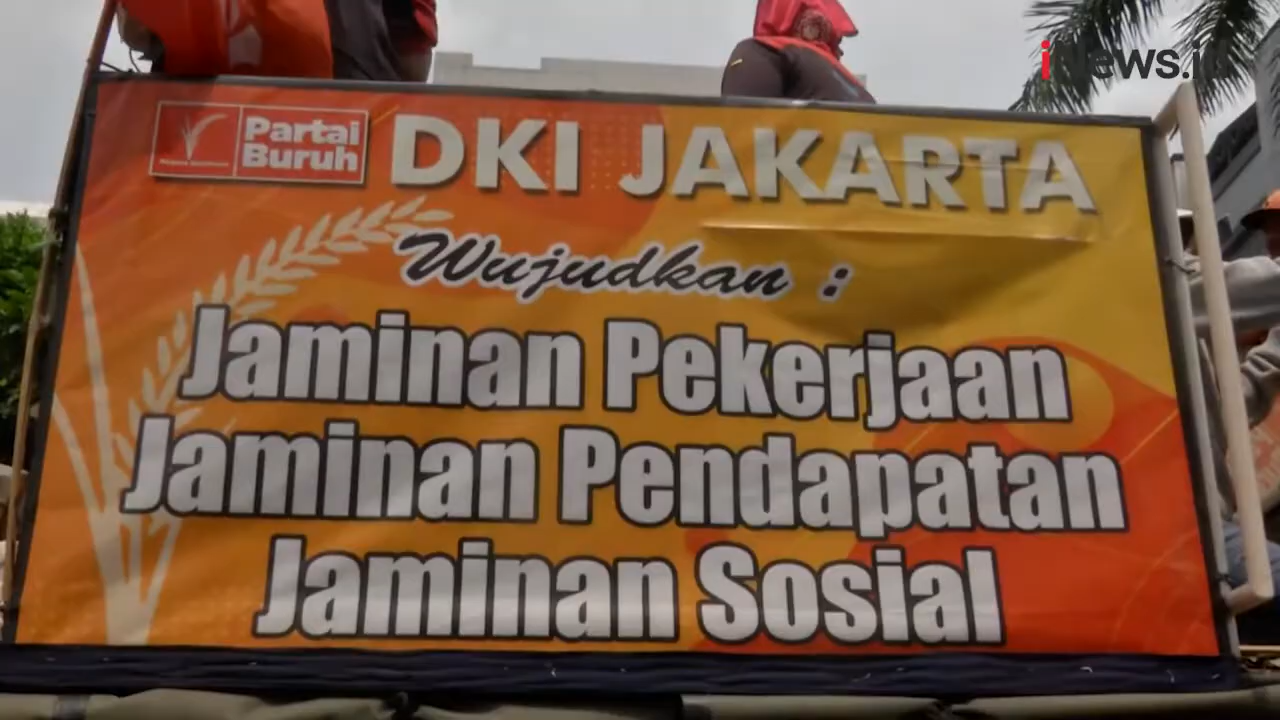 iNews.id
Partai
Buruh
DKI JAKARTA
Wujudkan :
Jaminan Pekerjaan
Jaminan Pendapatan
Jaminan Sosial